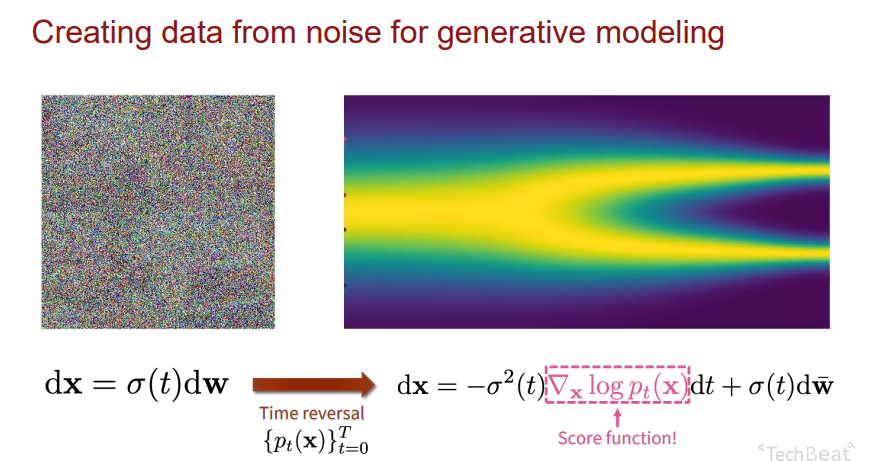 Creating data from noise for generative modeling
dx = σ(t)dw
dx = −σ²(t)∇ₓ log pₜ(x)dt + σ(t)dw̄
Time reversal
{pₜ(x)}ᵀₜ₌₀
Score function!
TechBeat